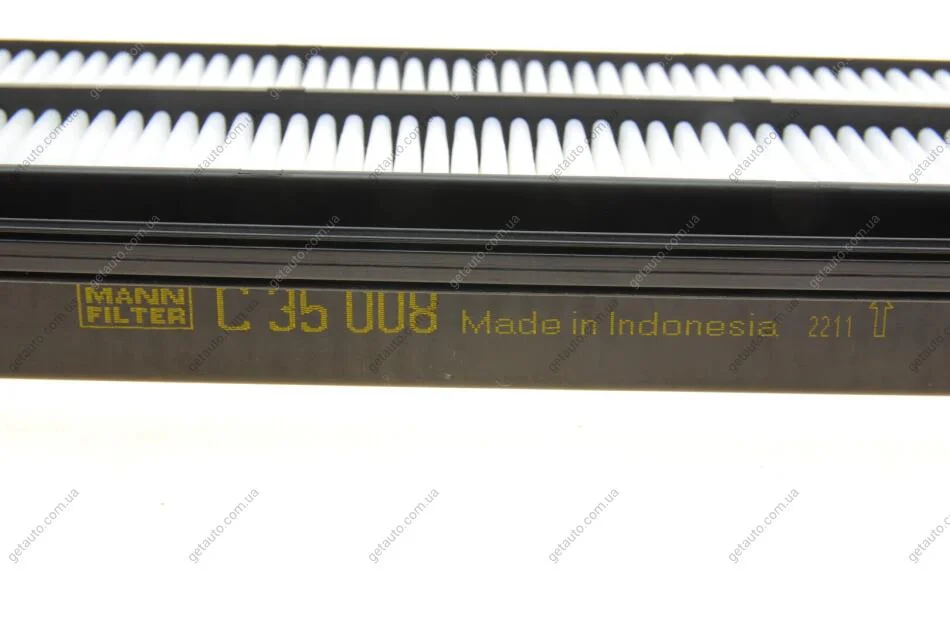 MANN
FILTER
C 35 008 Made in Indonesia 2211
getauto.com.ua